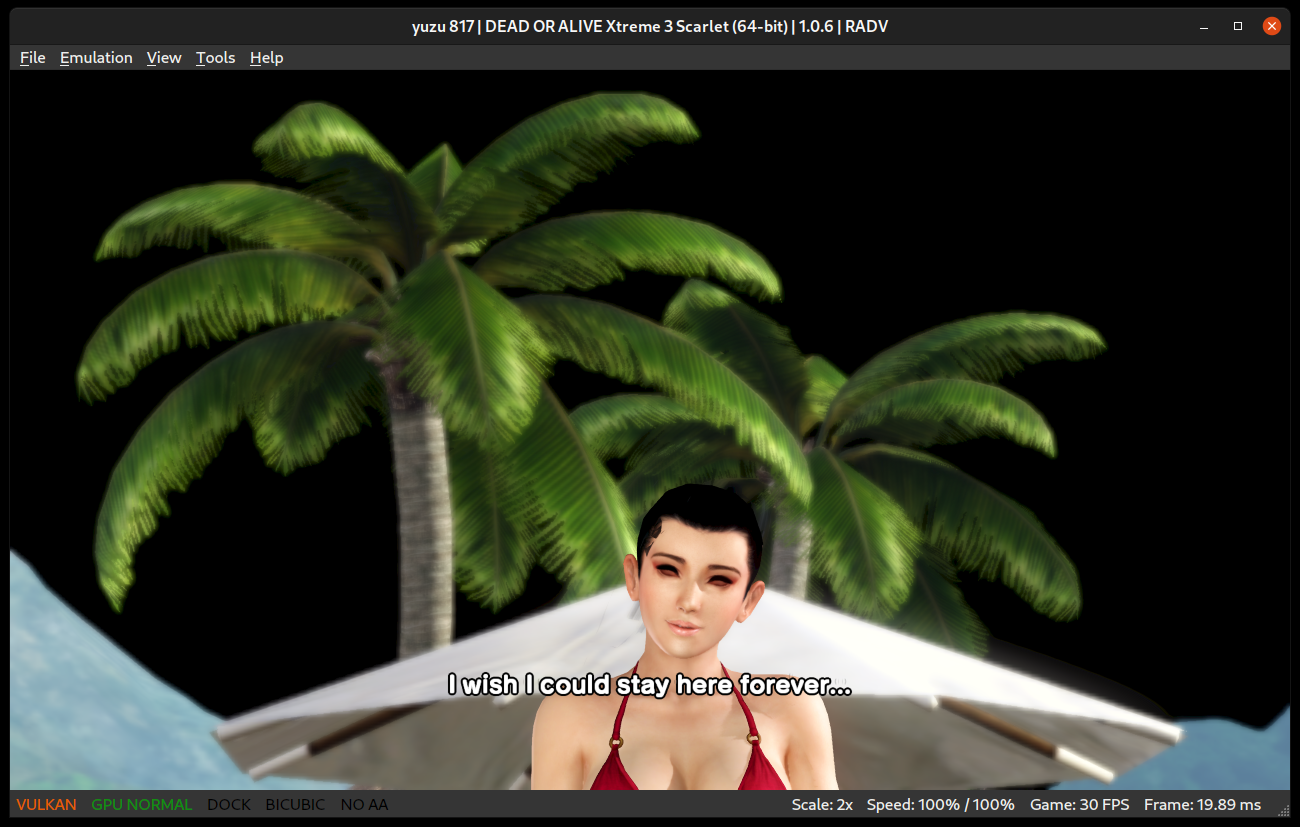 yuzu 817 | DEAD OR ALIVE Xtreme 3 Scarlet (64-bit) | 1.0.6 | RADV
File Emulation View Tools Help
I wish I could stay here forever...
VULKAN GPU NORMAL DOCK BICUBIC NO AA Scale: 2x Speed: 100% / 100% Game: 30 FPS Frame: 19.89 ms